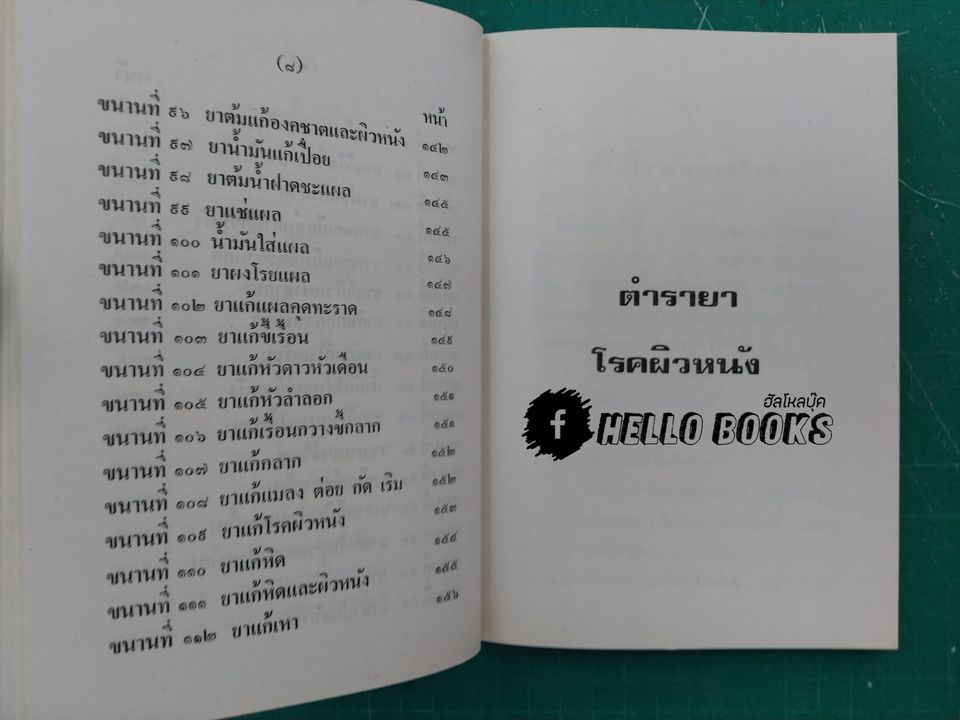 (๘)
หน้า
ขนานที่ ๙๖ ยาต้มแก้องคชาตและผิวหนัง ๑๔๒
ขนานที่ ๙๗ ยาน้ำมันแก้เปื่อย ๑๔๓
ขนานที่ ๙๘ ยาต้มน้ำฝาดชะแผล ๑๔๕
ขนานที่ ๙๙ ยาแช่แผล ๑๔๕
ขนานที่ ๑๐๐ น้ำมันใส่แผล ๑๔๖
ขนานที่ ๑๐๑ ยาผงโรยแผล ๑๔๗
ขนานที่ ๑๐๒ ยาแก้แผลคุดทะราด ๑๔๘
ขนานที่ ๑๐๓ ยาแก้ขี้เรื้อน ๑๔๙
ขนานที่ ๑๐๔ ยาแก้หัวดาวหัวเดือน ๑๕๐
ขนานที่ ๑๐๕ ยาแก้หัวลำลอก ๑๕๑
ขนานที่ ๑๐๖ ยาแก้เรื้อนกวางขี้กลาก ๑๕๑
ขนานที่ ๑๐๗ ยาแก้กลาก ๑๕๒
ขนานที่ ๑๐๘ ยาแก้แมลง ต่อย กัด เริม ๑๕๒
ขนานที่ ๑๐๙ ยาแก้โรคผิวหนัง ๑๕๓
ขนานที่ ๑๑๐ ยาแก้หิด ๑๕๔
ขนานที่ ๑๑๑ ยาแก้หิดและผิวหนัง ๑๕๕
ขนานที่ ๑๑๒ ยาแก้เหา ๑๕๖
ตำรายา
โรคผิวหนัง
ฮัลโหลบุ๊ค
f HELLO BOOKS